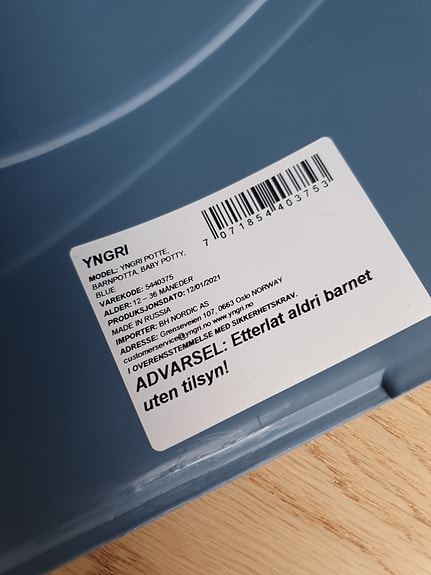 YNGRI
MODEL: YNGRI POTTE,
BARNPOTTA, BABY POTTY,
BLUE
VAREKODE: 5440375
ALDER: 12 – 36 MÅNEDER
PRODUKSJONSDATO: 12/01/2021
MADE IN RUSSIA
IMPORTER: BH NORDIC AS
ADRESSE: Grenseveien 107, 0663 Oslo NORWAY
customerservice@yngri.no www.yngri.no
I OVERENSSTEMMELSE MED SIKKERHETSKRAV.
ADVARSEL: Etterlat aldri barnet
uten tilsyn!
7 071854 403753